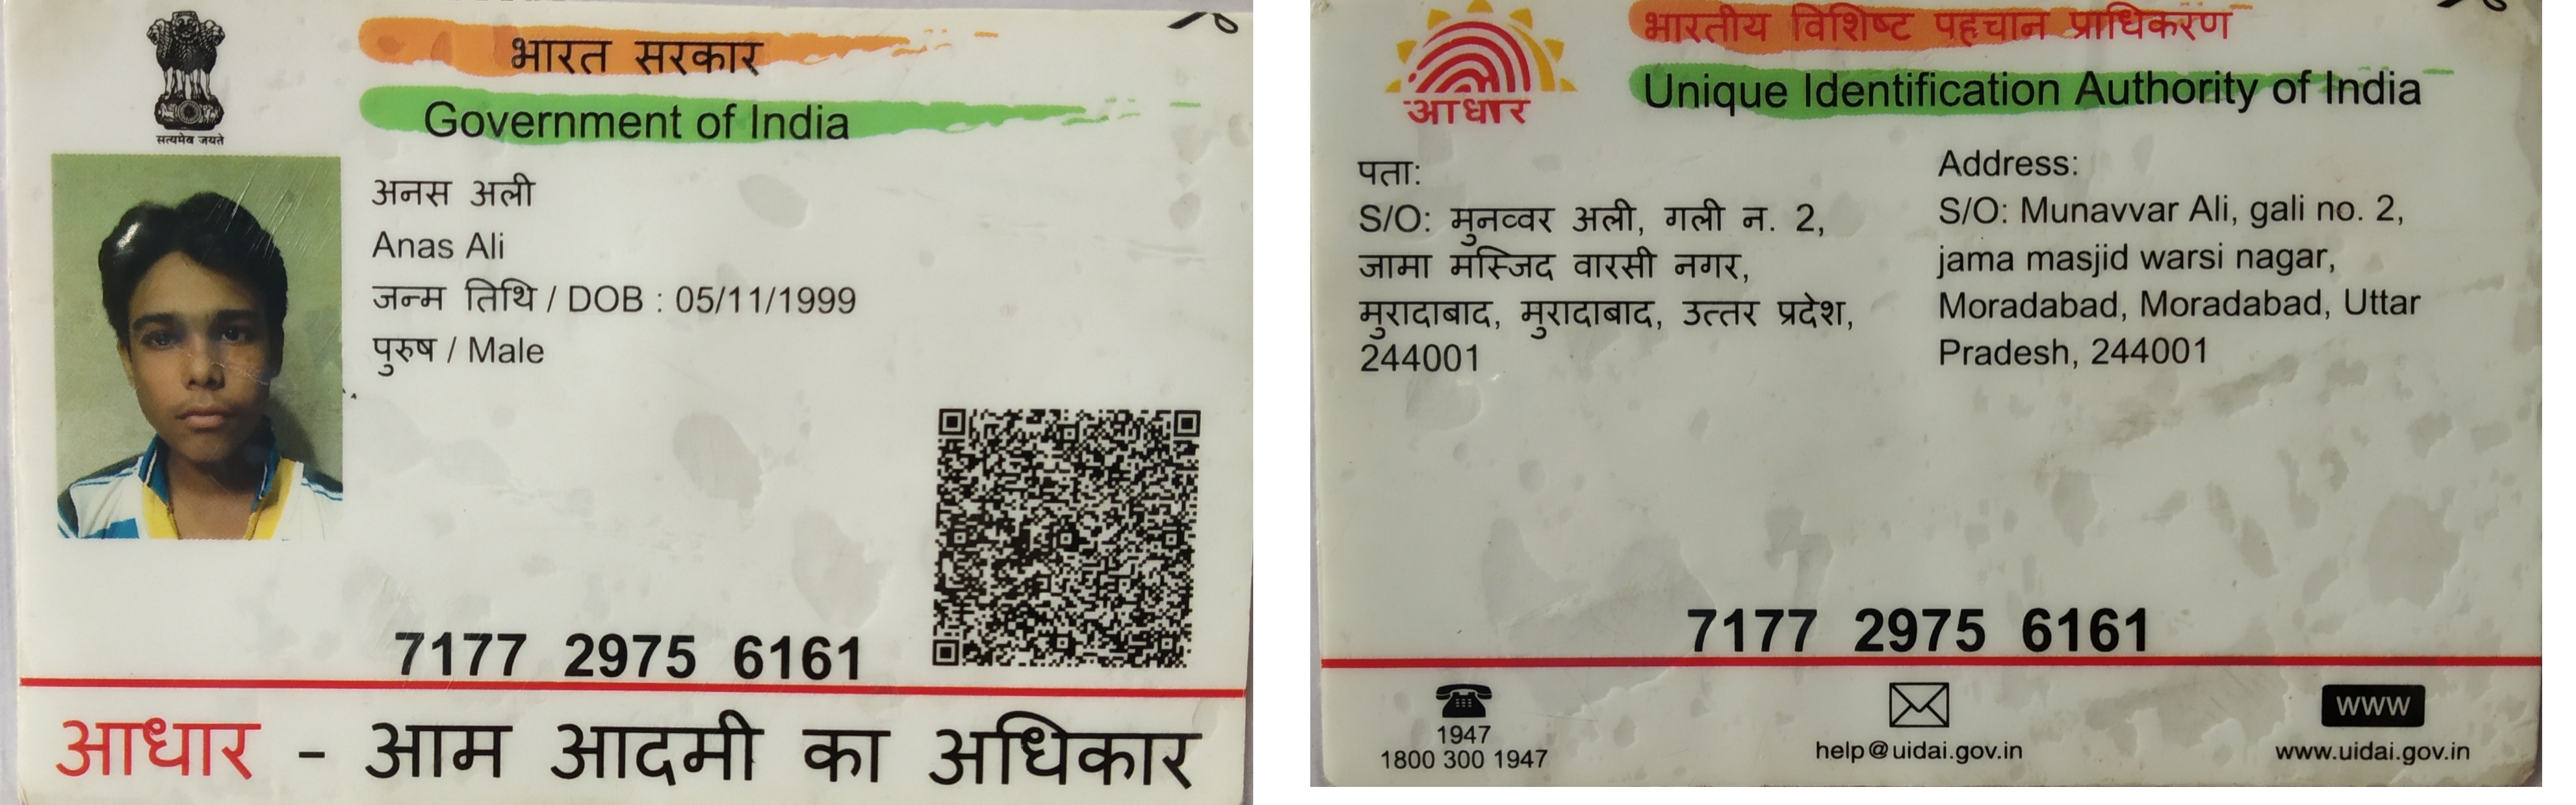 सत्यमेव जयते
भारत सरकार
Government of India
अनस अली
Anas Ali
जन्म तिथि / DOB : 05/11/1999
पुरुष / Male
7177 2975 6161
आधार - आम आदमी का अधिकार
आधार
भारतीय विशिष्ट पहचान प्राधिकरण
Unique Identification Authority of India
पता:
S/O: मुनव्वर अली, गली न. 2,
जामा मस्जिद वारसी नगर,
मुरादाबाद, मुरादाबाद, उत्तर प्रदेश,
244001
Address:
S/O: Munavvar Ali, gali no. 2,
jama masjid warsi nagar,
Moradabad, Moradabad, Uttar
Pradesh, 244001
7177 2975 6161
1947
1800 300 1947
help@uidai.gov.in
www
www.uidai.gov.in